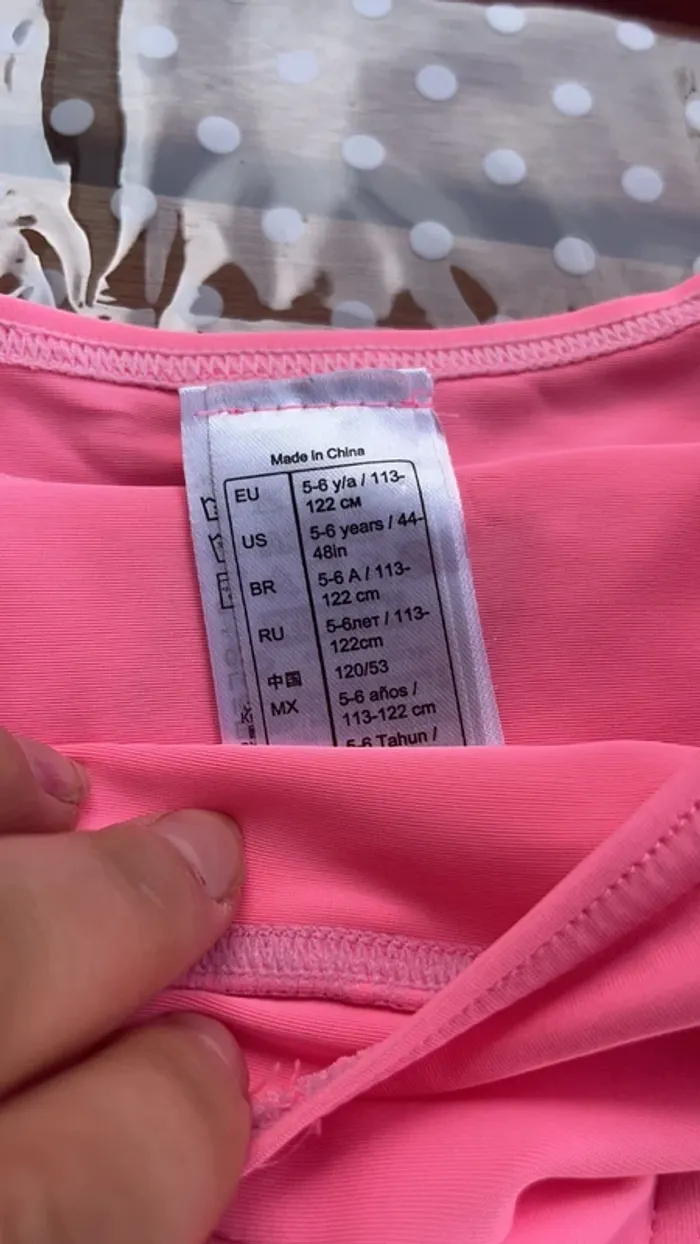 Made in China
EU 5-6 y/a / 113-
122 см
US 5-6 years / 44-
48in
BR 5-6 A / 113-
122 cm
RU 5-6лет / 113-
122cm
中国 120/53
MX 5-6 años /
113-122 cm
5-6 Tahun /